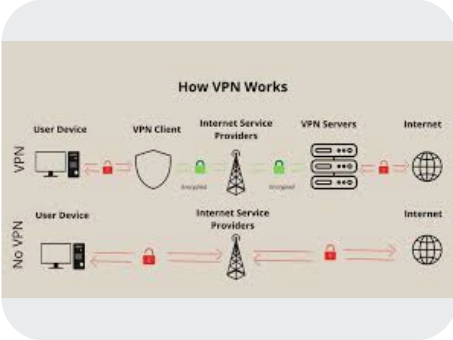 How VPN Works
VPN
User Device
VPN Client
Internet Service
Providers
VPN Servers
Internet
Encrypted
Encrypted
No VPN
User Device
Internet Service
Providers
Internet